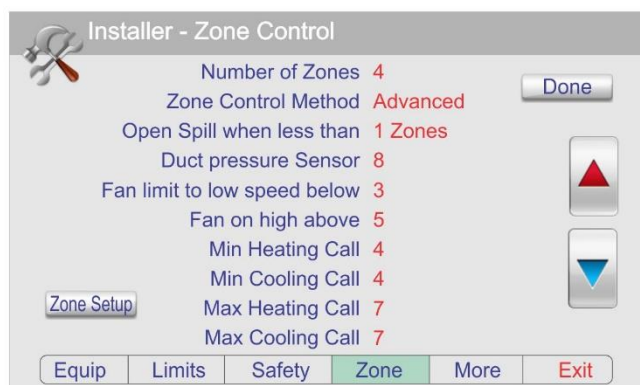 Installer - Zone Control
Number of Zones 4
Done
Zone Control Method Advanced
Open Spill when less than 1 Zones
Duct pressure Sensor 8
Fan limit to low speed below 3
Fan on high above 5
Min Heating Call 4
Min Cooling Call 4
Zone Setup
Max Heating Call 7
Max Cooling Call 7
Equip Limits Safety Zone More Exit